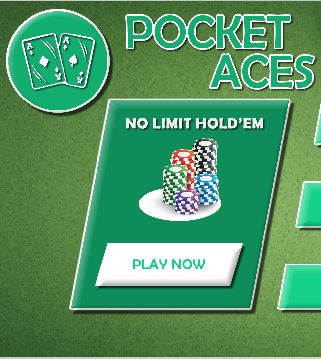 POCKET
ACES
NO LIMIT HOLD'EM
PLAY NOW